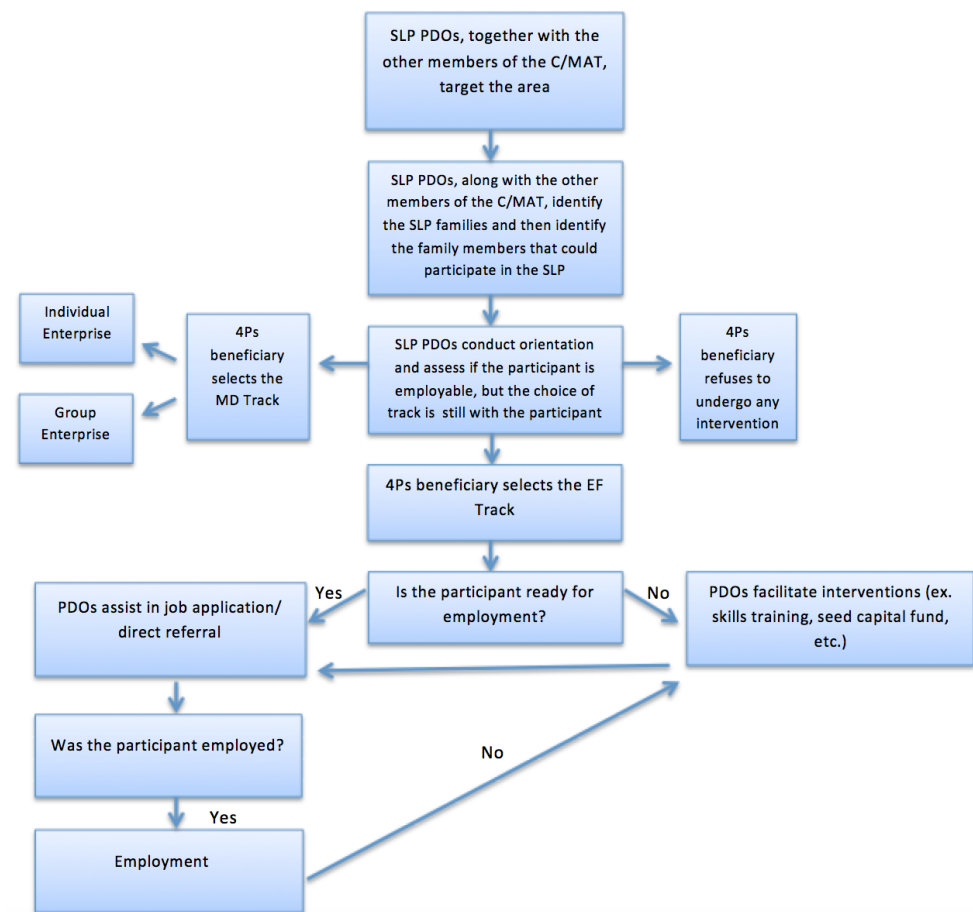 SLP PDOs, together with the
other members of the C/MAT,
target the area
SLP PDOs, along with the other
members of the C/MAT, identify
the SLP families and then identify
the family members that could
participate in the SLP
Individual
Enterprise
Group
Enterprise
4Ps
beneficiary
selects the
MD Track
SLP PDOs conduct orientation
and assess if the participant is
employable, but the choice of
track is still with the participant
4Ps
beneficiary
refuses to
undergo any
intervention
4Ps beneficiary selects the EF
Track
Is the participant ready for
employment?
Yes
No
PDOs assist in job application/
direct referral
PDOs facilitate interventions (ex.
skills training, seed capital fund,
etc.)
Was the participant employed?
No
Yes
Employment